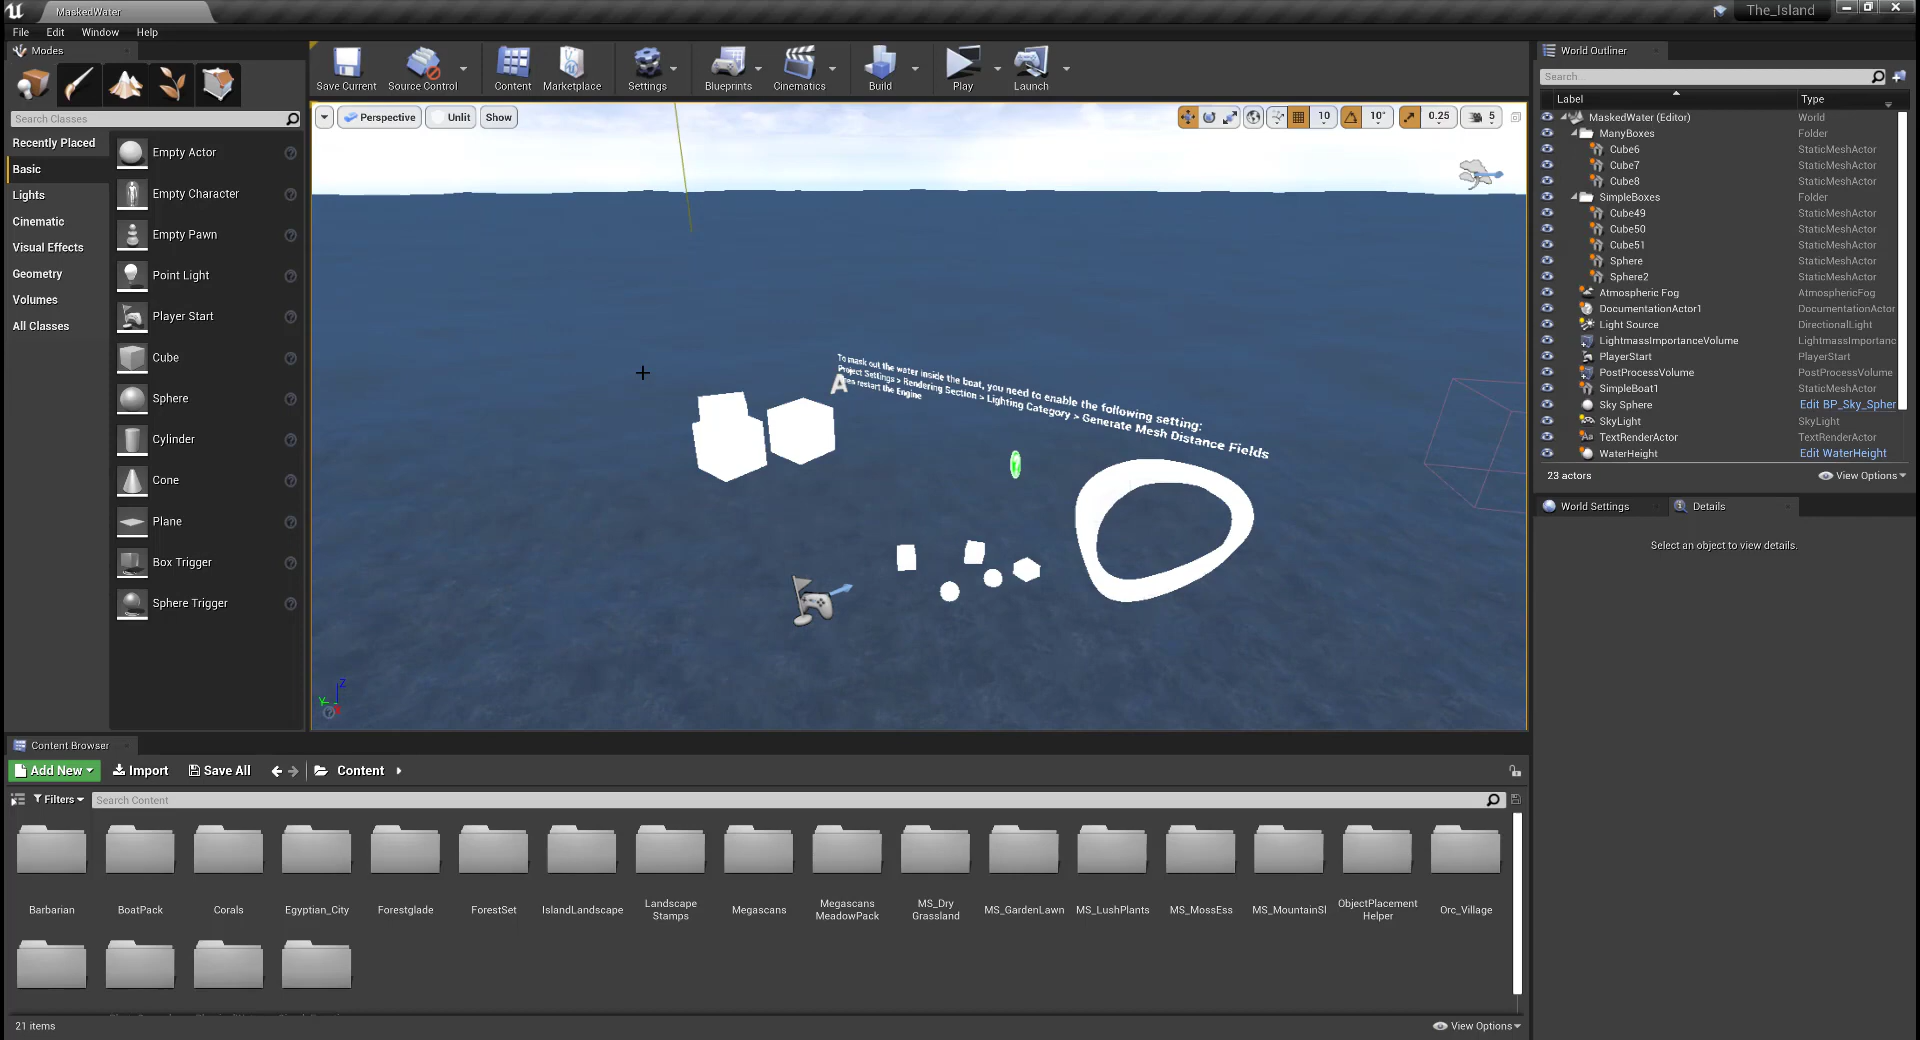 MaskedWater
The_Island
File Edit Window Help
Modes
Search Classes
Recently Placed
Basic
Lights
Cinematic
Visual Effects
Geometry
Volumes
All Classes
Empty Actor
Empty Character
Empty Pawn
Point Light
Player Start
Cube
Sphere
Cylinder
Cone
Plane
Box Trigger
Sphere Trigger
Save Current Source Control Content Marketplace Settings Blueprints Cinematics Build Play Launch
Perspective Unlit Show
10 10° 0.25 5
To mask out the water inside the boat, you need to enable the following setting:
Project Settings > Rendering Section > Lighting Category > Generate Mesh Distance Fields
restart the Engine
A
Z
Y
World Outliner
Search...
Label Type
MaskedWater (Editor) World
ManyBoxes Folder
Cube6 StaticMeshActor
Cube7 StaticMeshActor
Cube8 StaticMeshActor
SimpleBoxes Folder
Cube49 StaticMeshActor
Cube50 StaticMeshActor
Cube51 StaticMeshActor
Sphere StaticMeshActor
Sphere2 StaticMeshActor
Atmospheric Fog AtmosphericFog
DocumentationActor1 DocumentationActor
Light Source DirectionalLight
LightmassImportanceVolume LightmassImportanc
PlayerStart PlayerStart
PostProcessVolume PostProcessVolume
SimpleBoat1 StaticMeshActor
Sky Sphere Edit BP_Sky_Spher
SkyLight SkyLight
TextRenderActor TextRenderActor
WaterHeight Edit WaterHeight
23 actors View Options
World Settings Details
Select an object to view details.
Content Browser
Add New Import Save All Content
Filters Search Content
Barbarian
BoatPack
Corals
Egyptian_City
Forestglade
ForestSet
IslandLandscape
Landscape
Stamps
Megascans
Megascans
MeadowPack
MS_Dry
Grassland
MS_GardenLawn
MS_LushPlants
MS_MossEss
MS_MountainSl
ObjectPlacement
Helper
Orc_Village
21 items View Options